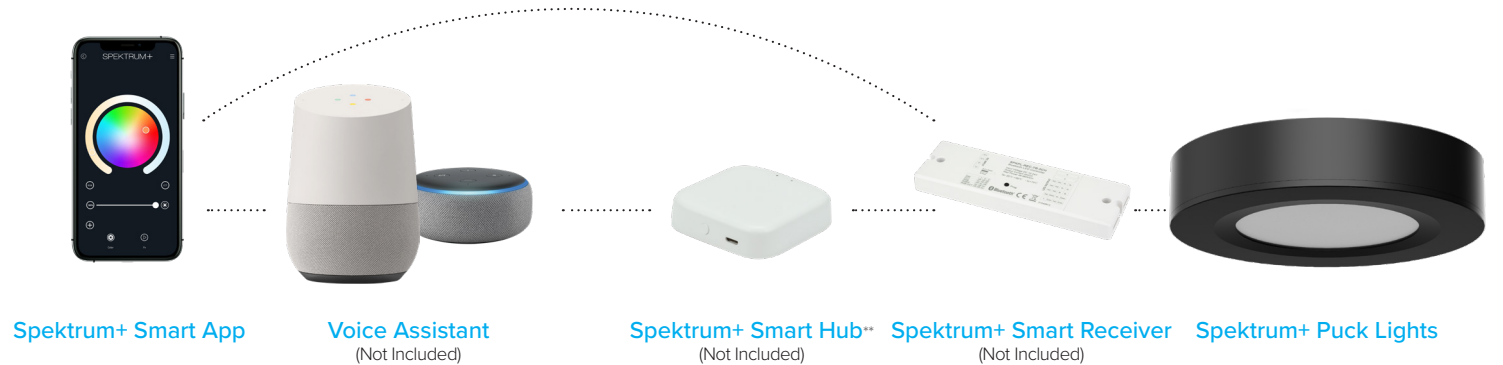 SPEKTRUM+
Spektrum+ Smart App
Voice Assistant
(Not Included)
Spektrum+ Smart Hub**
(Not Included)
Spektrum+ Smart Receiver
(Not Included)
Spektrum+ Puck Lights
BluetooTh